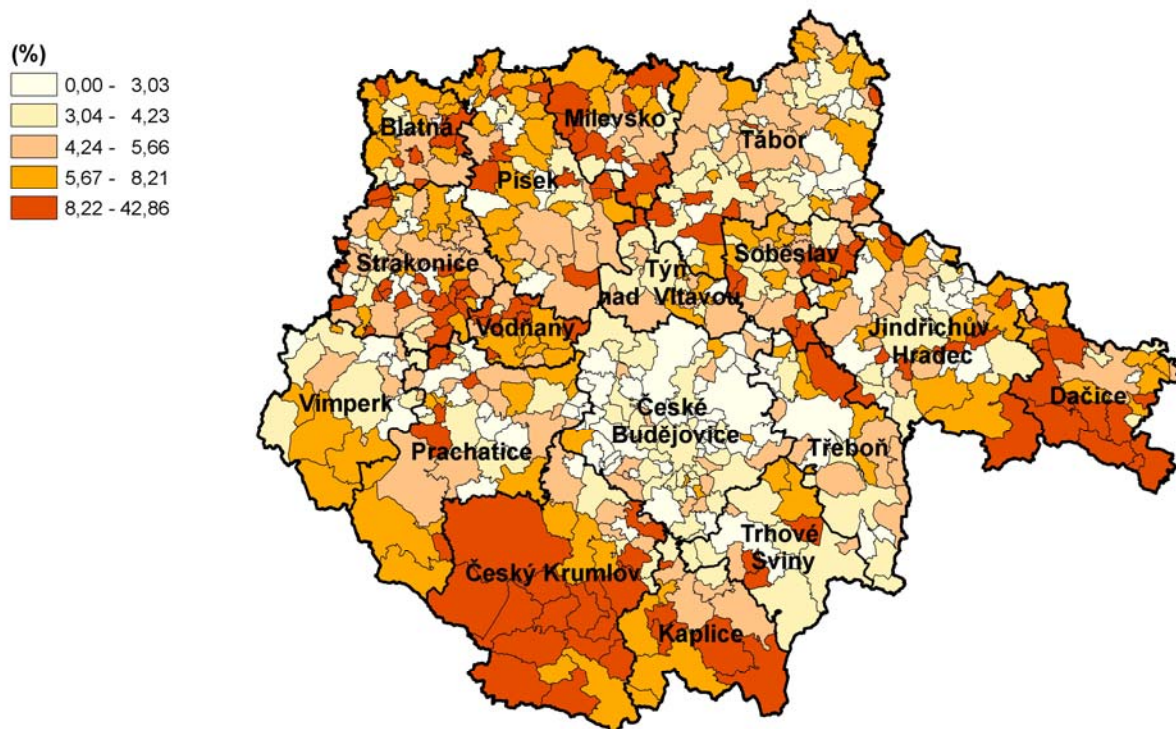 (%)
0,00 - 3,03
3,04 - 4,23
4,24 - 5,66
5,67 - 8,21
8,22 - 42,86
Milevsko
Blatná
Tábor
Písek
Soběslav
Strakonice
Týn
nad Vltavou
Vodňany
Jindřichův
Hradec
Dačice
Vimperk
České
Budějovice
Prachatice
Třeboň
Trhové
Sviny
Český Krumlov
Kaplice